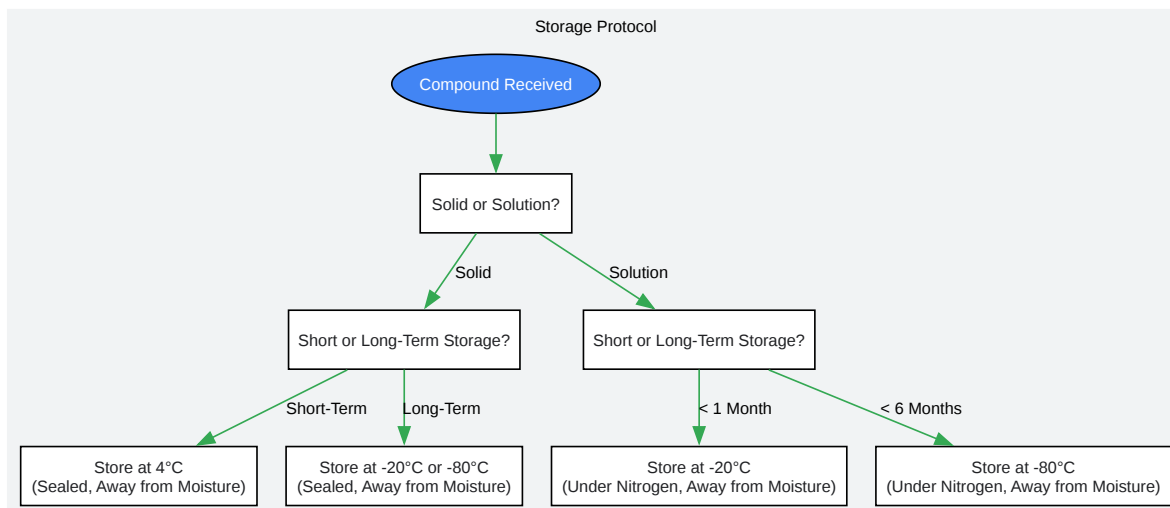 Storage Protocol
Compound Received
Solid or Solution?
Solid
Solution
Short or Long-Term Storage?
Short or Long-Term Storage?
Short-Term
Long-Term
< 1 Month
< 6 Months
Store at 4°C
(Sealed, Away from Moisture)
Store at -20°C or -80°C
(Sealed, Away from Moisture)
Store at -20°C
(Under Nitrogen, Away from Moisture)
Store at -80°C
(Under Nitrogen, Away from Moisture)